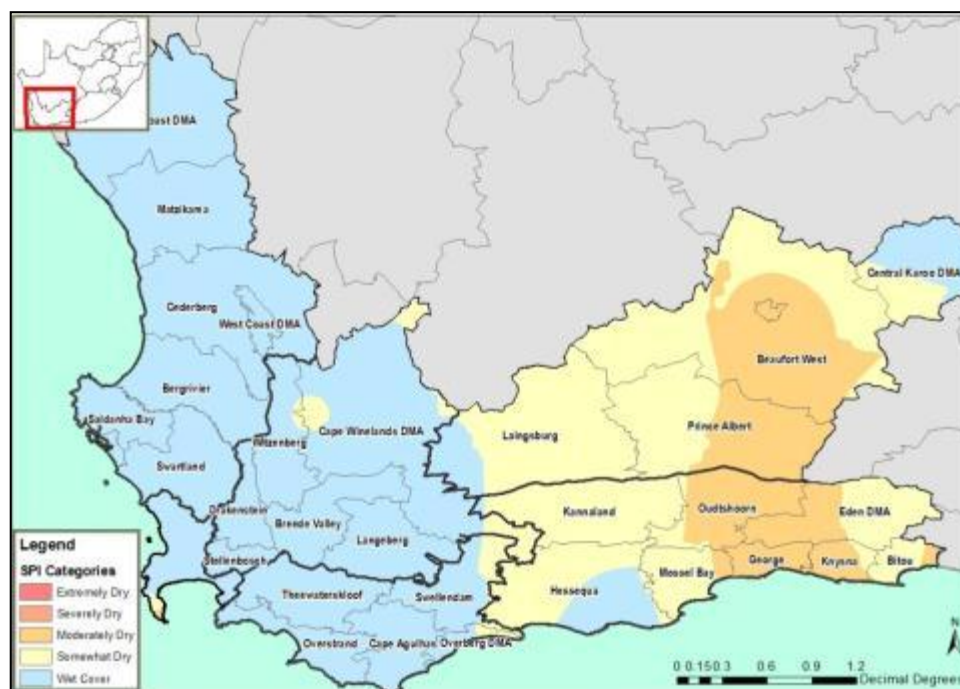 oast DMA
Matzikama
Central Karoo DMA
Cederberg
West Coast DMA
Beaufort West
Bergrivier
Saldanha Bay
Cape Winelands DMA
Witzenberg
Laingsburg
Prince Albert
Swartland
Drakenstein
Breede Valley
Kannaland
Oudtshoorn
Eden DMA
Langeberg
Stellenbosch
George
Knysna
Bitou
Mossel Bay
Hessequa
Theewaterskloof
Swellendam
Overstrand
Cape Agulhas
Overberg DMA
Legend
SPI Categories
Extremely Dry
Severely Dry
Moderately Dry
Somewhat Dry
Wet Cover
N
0 0.15 0.3 0.6 0.9 1.2
Decimal Degrees